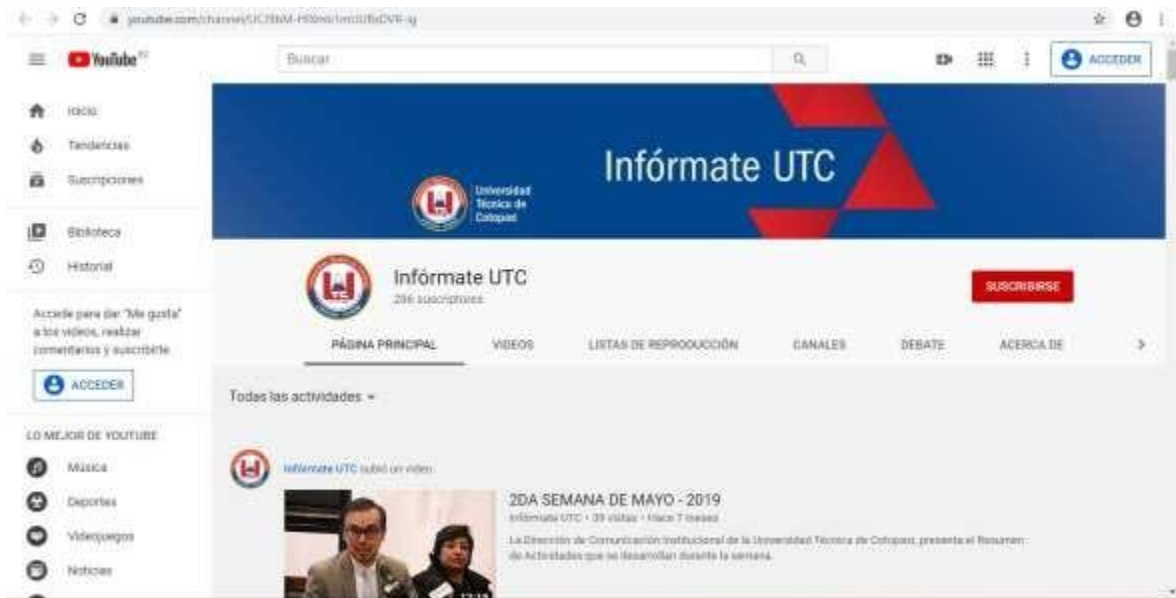 YouTube EC
Buscar
ACCEDER
Inicio
Tendencias
Suscripciones
Biblioteca
Historial
Accede para dar "Me gusta"
a los videos, realizar
comentarios y suscribirte.
ACCEDER
LO MEJOR DE YOUTUBE
Música
Deportes
Videojuegos
Noticias
Universidad
Técnica de
Cotopaxi
Infórmate UTC
Infórmate UTC
286 suscriptores
SUSCRIBIRSE
PÁGINA PRINCIPAL
VIDEOS
LISTAS DE REPRODUCCIÓN
CANALES
DEBATE
ACERCA DE
Todas las actividades
Infórmate UTC subió un video
2DA SEMANA DE MAYO - 2019
Infórmate UTC • 39 visitas • Hace 7 meses
La Dirección de Comunicación Institucional de la Universidad Técnica de Cotopaxi, presenta el Resumen
de Actividades que se desarrollan durante la semana.